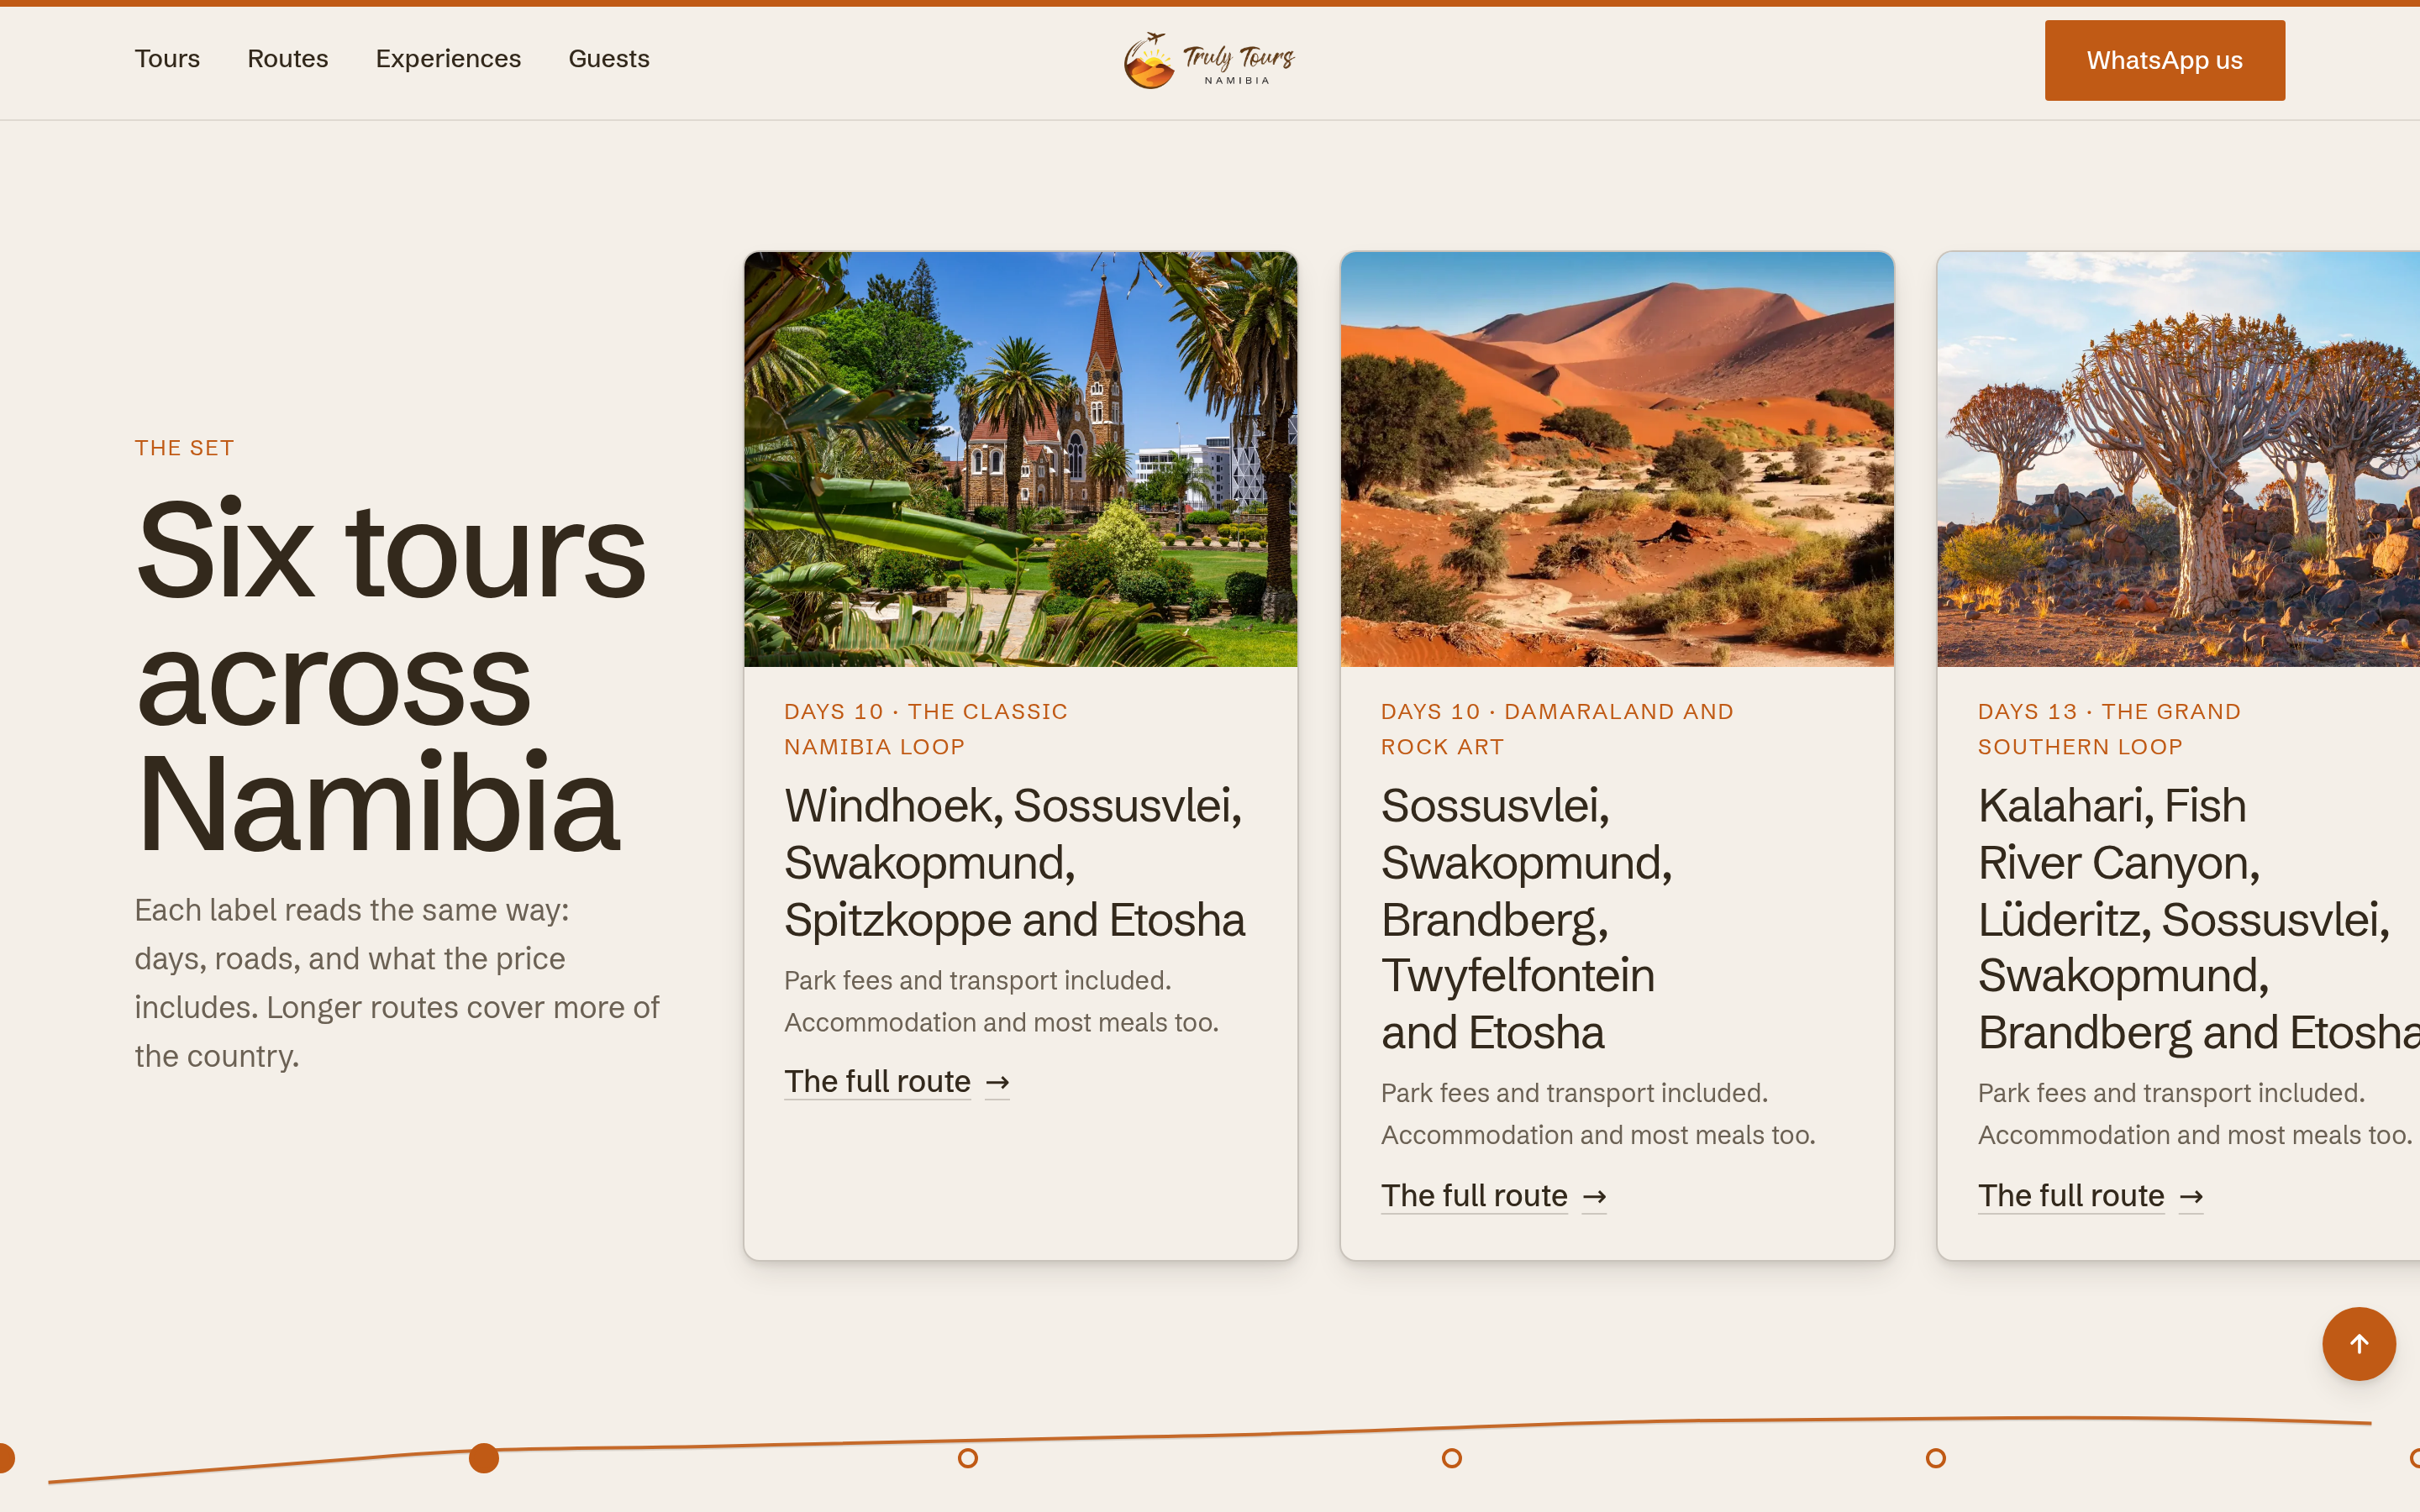 Tours Routes Experiences Guests
Truly Tours
NAMIBIA
WhatsApp us
THE SET
Six tours
across
Namibia
Each label reads the same way:
days, roads, and what the price
includes. Longer routes cover more of
the country.
DAYS 10 · THE CLASSIC
NAMIBIA LOOP
Windhoek, Sossusvlei,
Swakopmund,
Spitzkoppe and Etosha
Park fees and transport included.
Accommodation and most meals too.
The full route →
DAYS 10 · DAMARALAND AND
ROCK ART
Sossusvlei,
Swakopmund,
Brandberg,
Twyfelfontein
and Etosha
Park fees and transport included.
Accommodation and most meals too.
The full route →
DAYS 13 · THE GRAND
SOUTHERN LOOP
Kalahari, Fish
River Canyon,
Lüderitz, Sossusvlei,
Swakopmund,
Brandberg and Etosha
Park fees and transport included.
Accommodation and most meals too.
The full route →